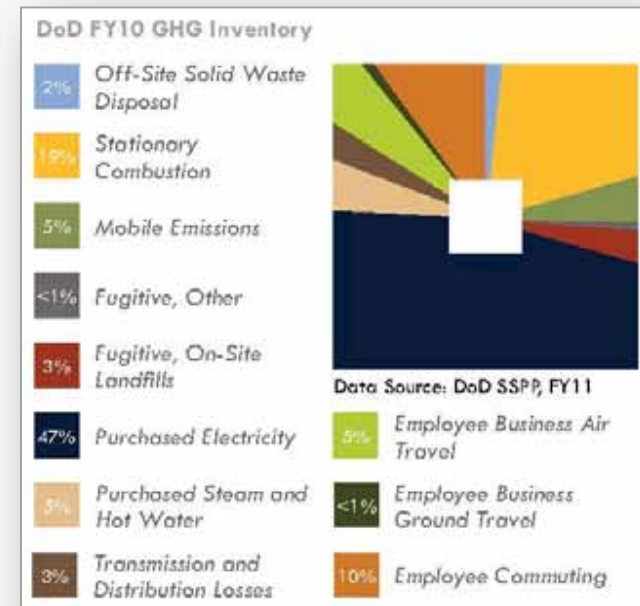 DoD FY10 GHG Inventory
2% Off-Site Solid Waste
Disposal
19% Stationary
Combustion
5% Mobile Emissions
<1% Fugitive, Other
3% Fugitive, On-Site
Landfills
47% Purchased Electricity
5% Purchased Steam and
Hot Water
3% Transmission and
Distribution Losses
Data Source: DoD SSPP, FY11
5% Employee Business Air
Travel
<1% Employee Business
Ground Travel
10% Employee Commuting